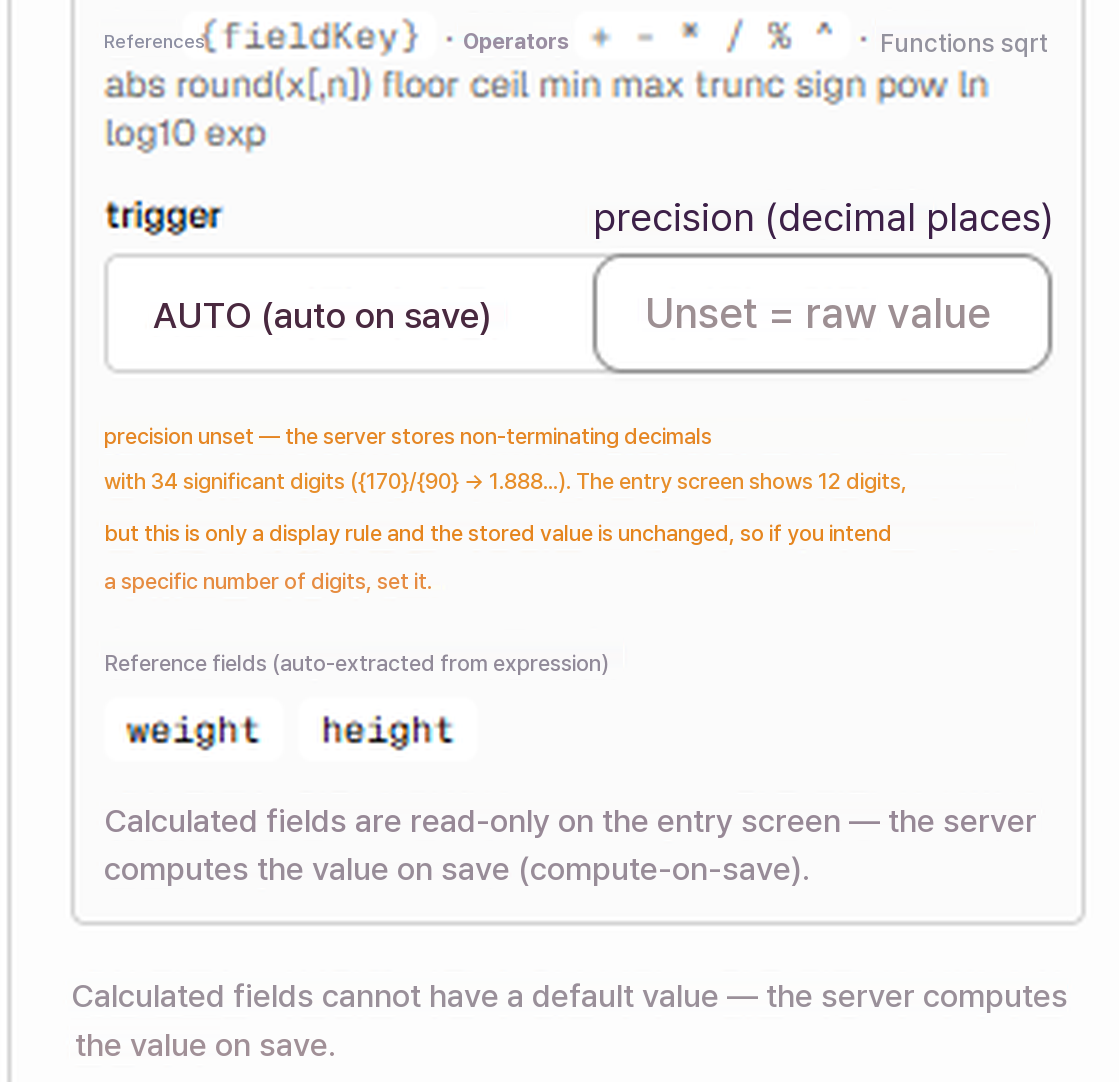 References {fieldKey} · Operators + - * / % ^ · Functions sqrt
abs round(x[,n]) floor ceil min max trunc sign pow ln
log10 exp
trigger precision (decimal places)
AUTO (auto on save) Unset = raw value
precision unset — the server stores non-terminating decimals
with 34 significant digits ({170}/{90} → 1.888...). The entry screen shows 12 digits,
but this is only a display rule and the stored value is unchanged, so if you intend
a specific number of digits, set it.
Reference fields (auto-extracted from expression)
weight height
Calculated fields are read-only on the entry screen — the server
computes the value on save (compute-on-save).
Calculated fields cannot have a default value — the server computes
the value on save.